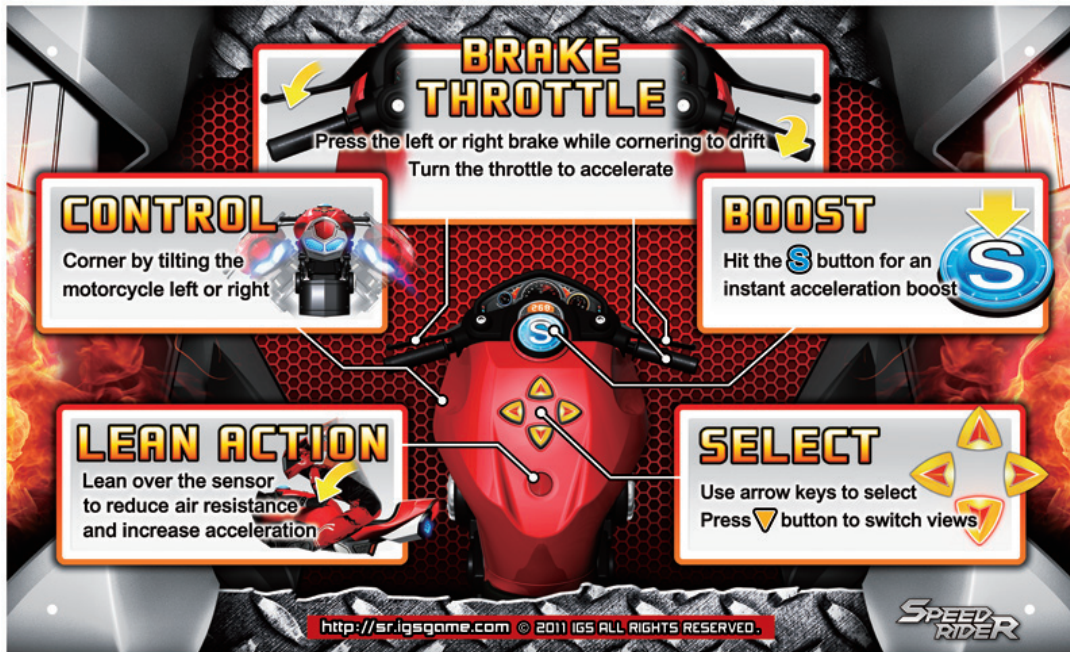 BRAKE
THROTTLE
Press the left or right brake while cornering to drift
Turn the throttle to accelerate
CONTROL
Corner by tilting the
motorcycle left or right
BOOST
Hit the S button for an
instant acceleration boost
S
268
S
LEAN ACTION
Lean over the sensor
to reduce air resistance
and increase acceleration
SELECT
Use arrow keys to select
Press ▽ button to switch views
http://sr.igsgame.com © 2011 IGS ALL RIGHTS RESERVED.
SPEED
RIDER